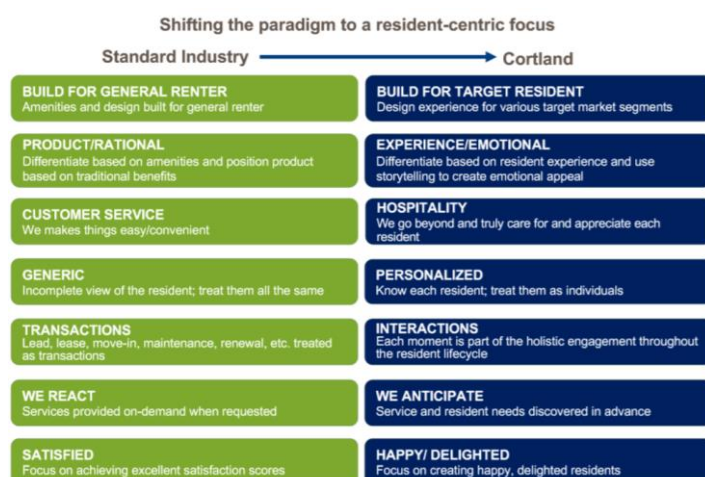 Shifting the paradigm to a resident-centric focus
Standard Industry
Cortland
BUILD FOR GENERAL RENTER
Amenities and design built for general renter
BUILD FOR TARGET RESIDENT
Design experience for various target market segments
PRODUCT/RATIONAL
Differentiate based on amenities and position product
based on traditional benefits
EXPERIENCE/EMOTIONAL
Differentiate based on resident experience and use
storytelling to create emotional appeal
CUSTOMER SERVICE
We makes things easy/convenient
HOSPITALITY
We go beyond and truly care for and appreciate each
resident
GENERIC
Incomplete view of the resident; treat them all the same
PERSONALIZED
Know each resident; treat them as individuals
TRANSACTIONS
Lead, lease, move-in, maintenance, renewal, etc. treated
as transactions
INTERACTIONS
Each moment is part of the holistic engagement throughout
the resident lifecycle
WE REACT
Services provided on-demand when requested
WE ANTICIPATE
Service and resident needs discovered in advance
SATISFIED
Focus on achieving excellent satisfaction scores
HAPPY/ DELIGHTED
Focus on creating happy, delighted residents